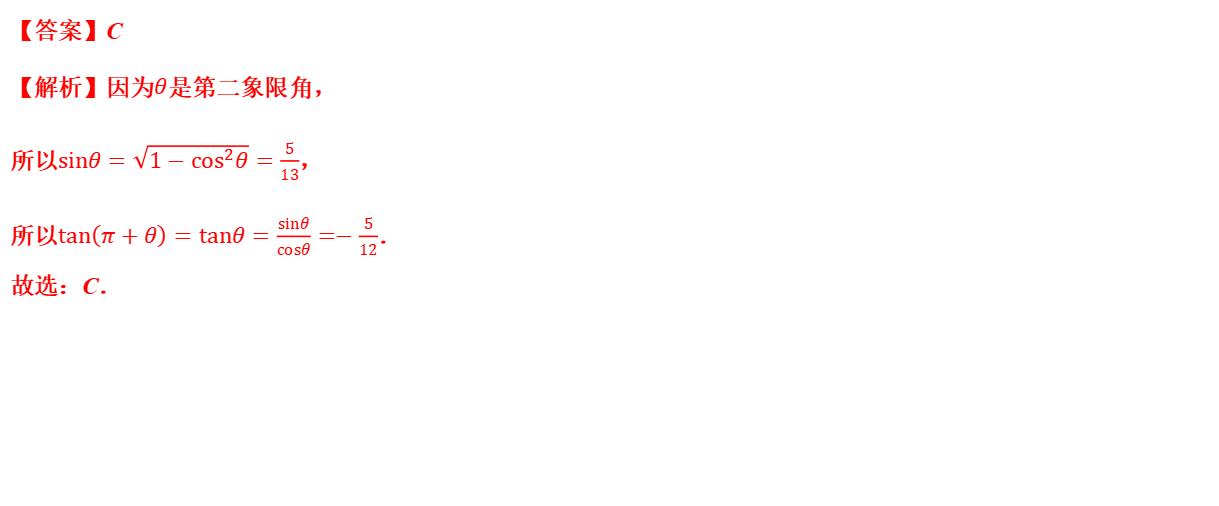 【答案】C
【解析】因为θ是第二象限角，
所以sinθ = √(1 − cos²θ) = 5/13，
所以tan(π + θ) = tanθ = sinθ/cosθ =− 5/12．
故选：C．